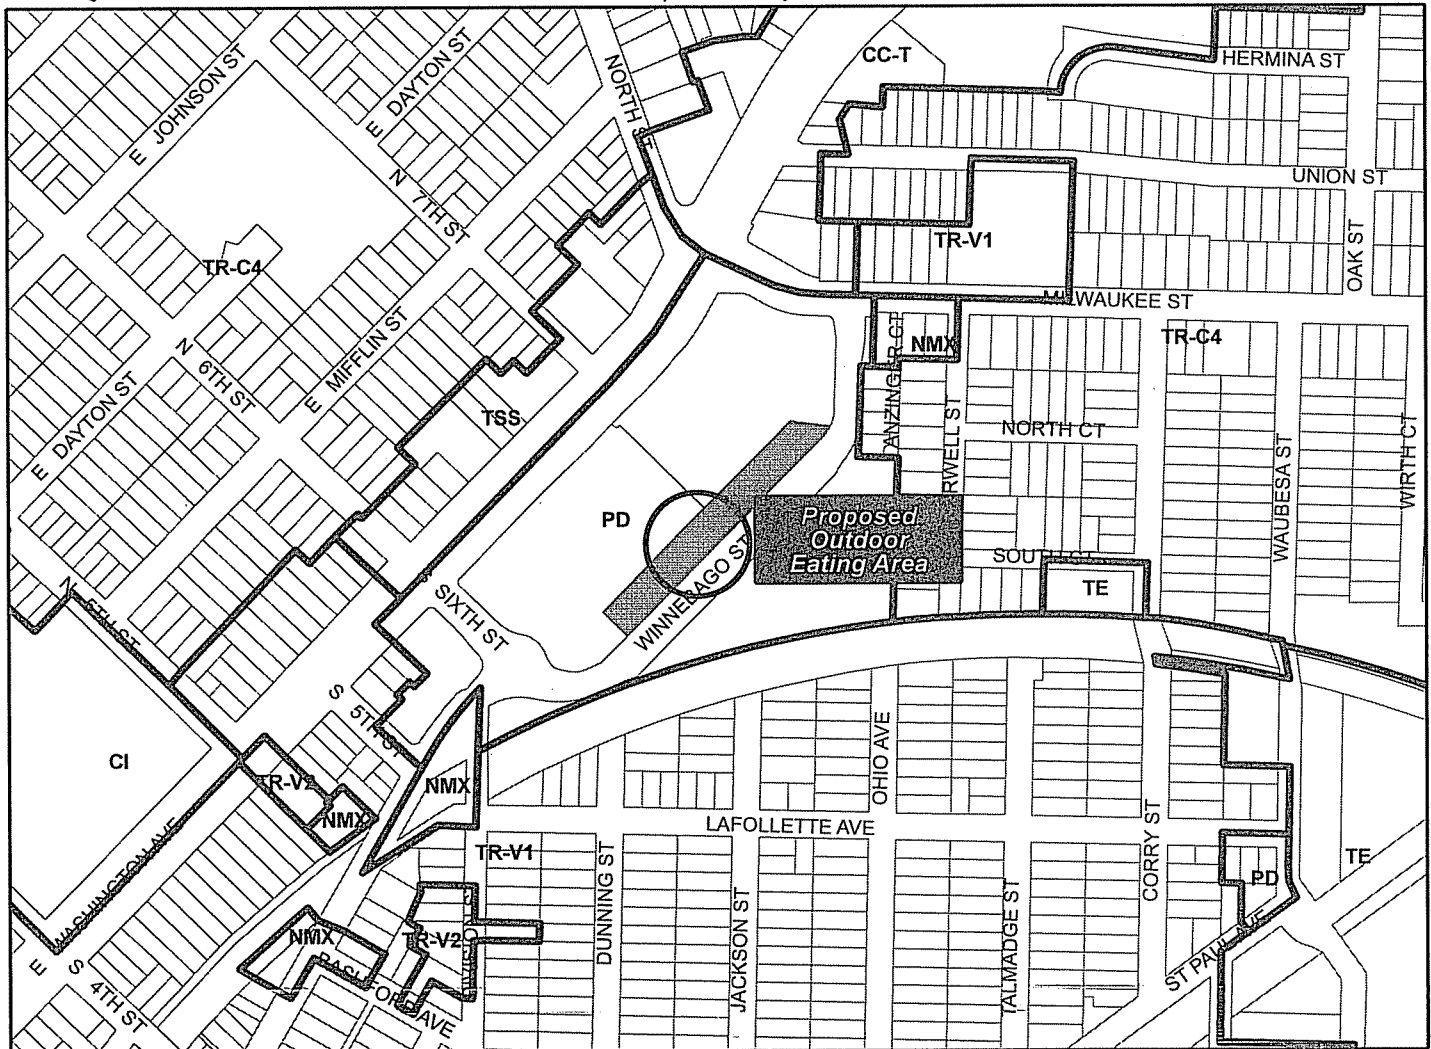 CC-T
HERMINA ST
E JOHNSON ST
E DAYTON ST
NORTH ST
N 7TH ST
UNION ST
TR-C4
TR-V1
OAK ST
MILWAUKEE ST
N 6TH ST
E MIFFLIN ST
NMX
TR-C4
E DAYTON ST
TSS
NORTH CT
WAUBESA ST
WIRTH CT
PD
Proposed
Outdoor
Eating Area
SOUTH CT
WINNEBAGO ST
SIXTH ST
TE
N 5TH ST
S 5TH ST
CI
TR-V2
NMX
NMX
OHIO AVE
LAFOLLETTE AVE
CORRY ST
TR-V1
DUNNING ST
JACKSON ST
TALMADGE ST
PD
TE
E WASHINGTON AVE
NMX
TR-V2
ST PAUL AVE
S 4TH ST